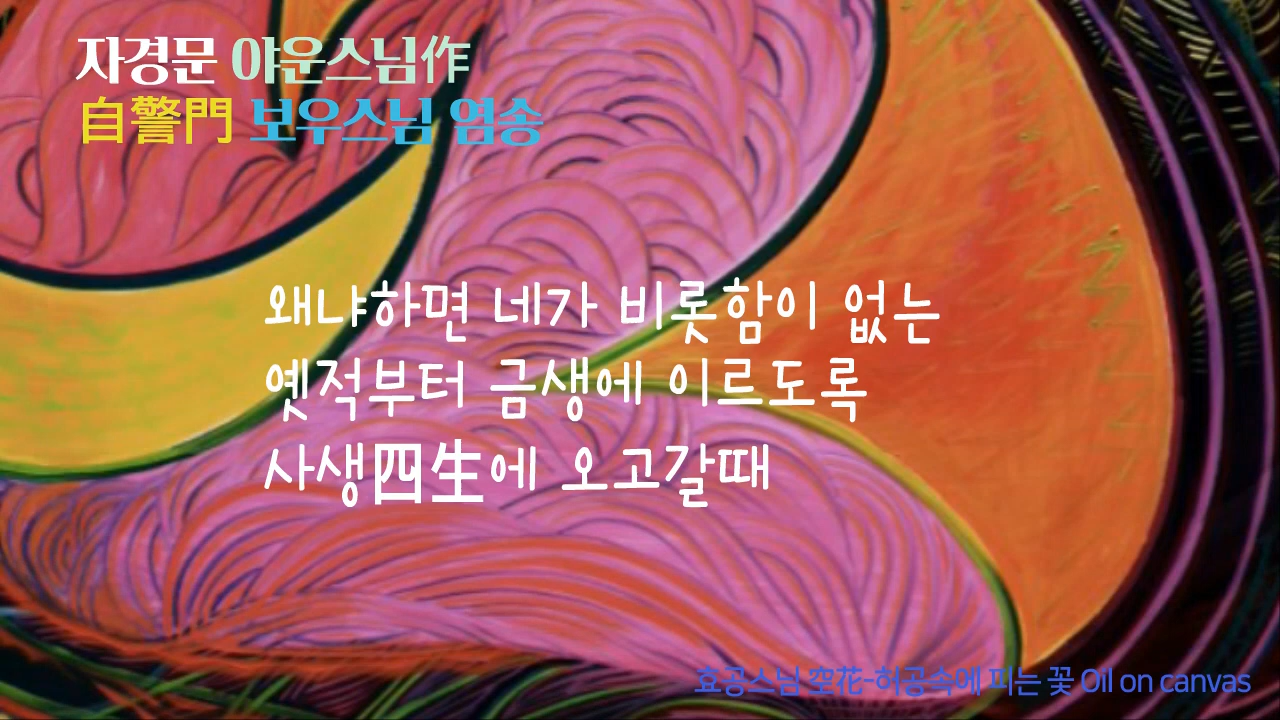 자경문 야운스님作
自警門 보우스님 염송
왜냐하면 네가 비롯함이 없는
옛적부터 금생에 이르도록
사생四生에 오고갈때
효공스님 空花-허공속에 피는 꽃 Oil on canvas